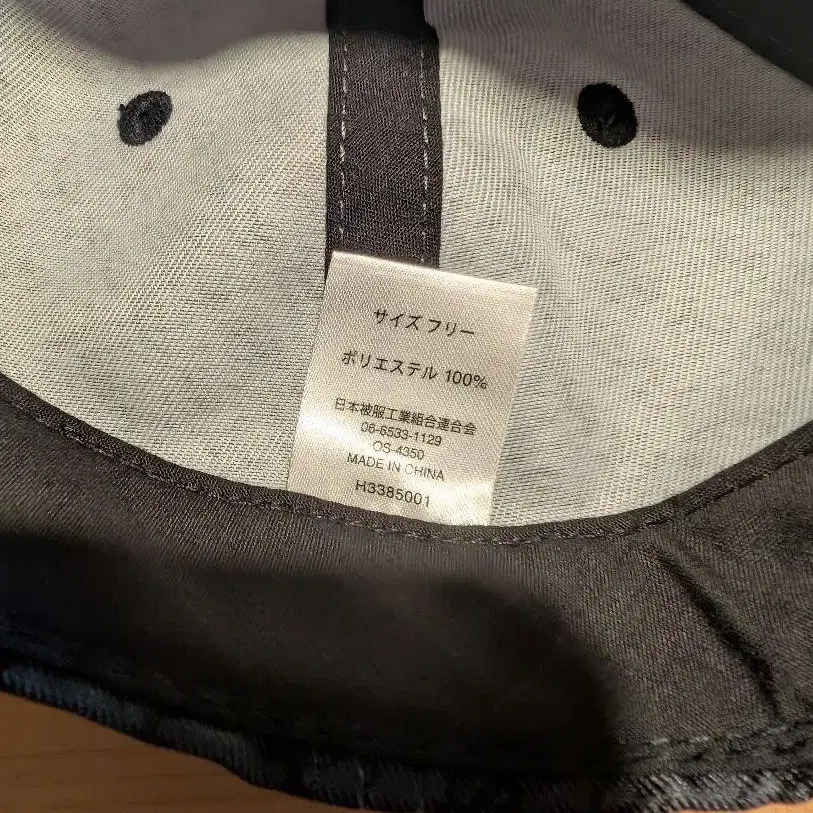 サイズ フリー
ポリエステル 100%
日本被服工業組合連合会
06-6533-1129
OS-4350
MADE IN CHINA
H3385001